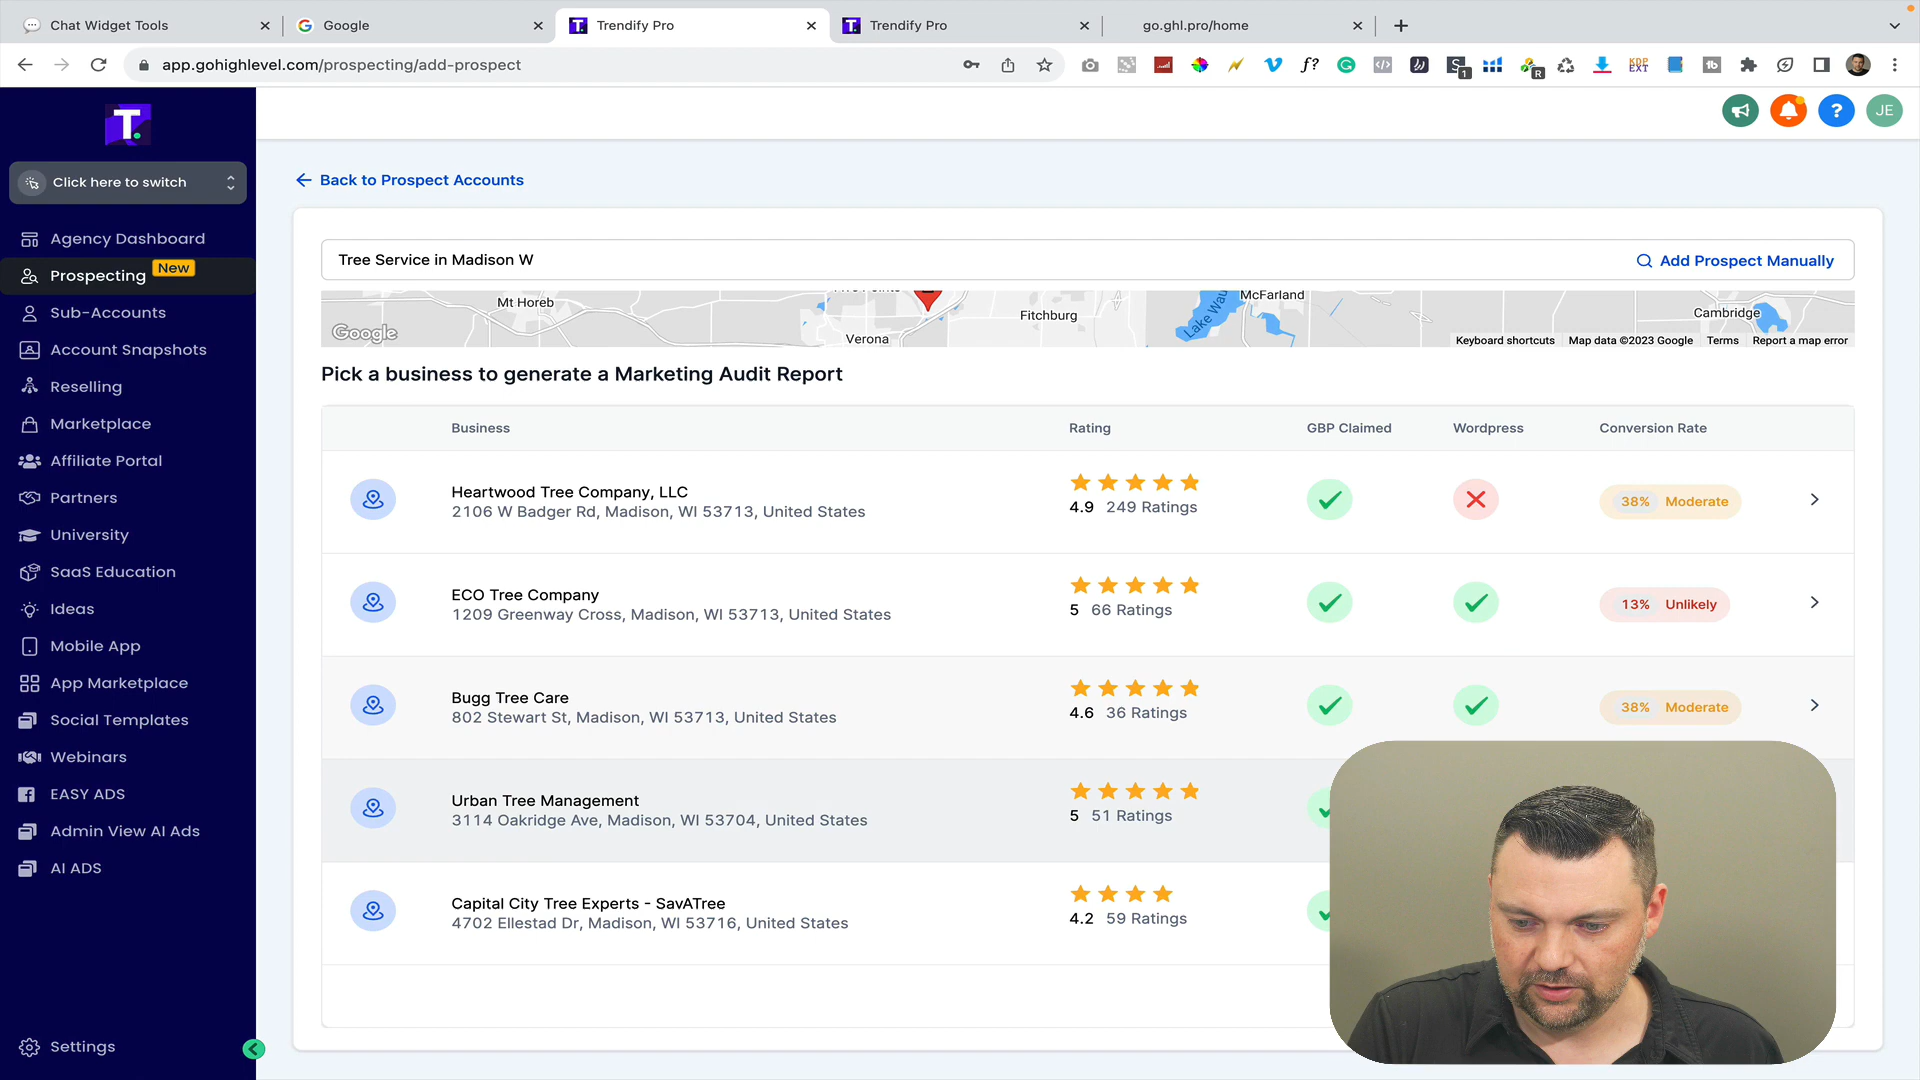 Chat Widget Tools
Google
Trendify Pro
Trendify Pro
go.ghl.pro/home
app.gohighlevel.com/prospecting/add-prospect
T.
Click here to switch
JE
Agency Dashboard
Prospecting New
Sub-Accounts
Account Snapshots
Reselling
Marketplace
Affiliate Portal
Partners
University
SaaS Education
Ideas
Mobile App
App Marketplace
Social Templates
Webinars
EASY ADS
Admin View AI Ads
AI ADS
Settings
Back to Prospect Accounts
Tree Service in Madison W
Add Prospect Manually
Mt Horeb
Verona
Fitchburg
McFarland
Lake Wau
Cambridge
Google
Keyboard shortcuts
Map data ©2023 Google
Terms
Report a map error
Pick a business to generate a Marketing Audit Report
Business Rating GBP Claimed Wordpress Conversion Rate
Heartwood Tree Company, LLC
2106 W Badger Rd, Madison, WI 53713, United States
4.9 249 Ratings
38% Moderate
ECO Tree Company
1209 Greenway Cross, Madison, WI 53713, United States
5 66 Ratings
13% Unlikely
Bugg Tree Care
802 Stewart St, Madison, WI 53713, United States
4.6 36 Ratings
38% Moderate
Urban Tree Management
3114 Oakridge Ave, Madison, WI 53704, United States
5 51 Ratings
Capital City Tree Experts - SavATree
4702 Ellestad Dr, Madison, WI 53716, United States
4.2 59 Ratings